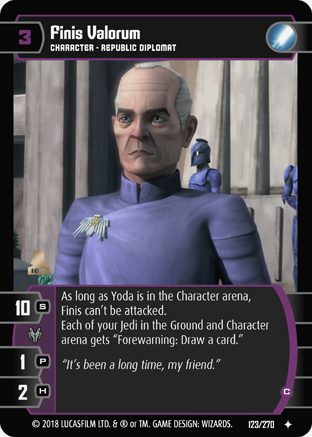 3
Finis Valorum
CHARACTER • REPUBLIC DIPLOMAT
10 S
1 P
2 H
As long as Yoda is in the Character arena,
Finis can't be attacked.
Each of your Jedi in the Ground and Character
arena gets “Forewarning: Draw a card.”
“It's been a long time, my friend.”
C
© 2018 LUCASFILM LTD. & ® or TM. GAME DESIGN: WIZARDS.
123/270